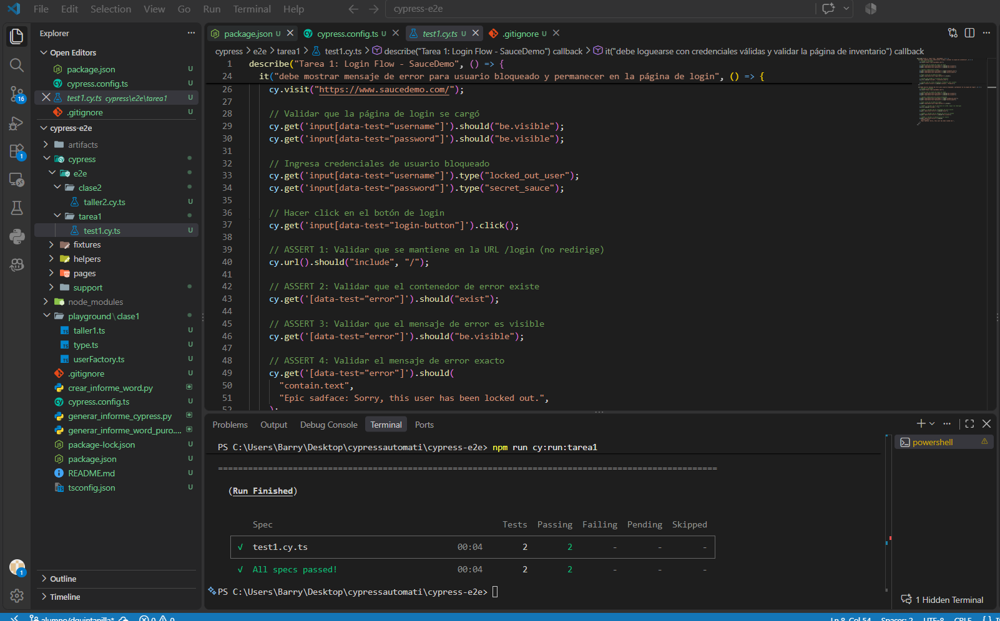 File Edit Selection View Go Run Terminal Help
cypress-e2e
Explorer
Open Editors
package.json U
cypress.config.ts U
test1.cy.ts cypress\e2e\tarea1 U
.gitignore U
cypress-e2e
artifacts
cypress
e2e
clase2
taller2.cy.ts U
tarea1
test1.cy.ts U
fixtures
helpers
pages
support
node_modules
playground\clase1
taller1.ts U
type.ts U
userFactory.ts U
.gitignore U
crear_informe_word.py
cypress.config.ts U
generar_informe_cypress.py
generar_informe_word_puro....
package-lock.json U
package.json U
README.md U
tsconfig.json U
Outline
Timeline
16
1
1
package.json U
cypress.config.ts U
test1.cy.ts U
.gitignore U
cypress > e2e > tarea1 > test1.cy.ts > describe("Tarea 1: Login Flow - SauceDemo") callback > it("debe loguearse con credenciales válidas y validar la página de inventario") callback
1 describe("Tarea 1: Login Flow - SauceDemo", () => {
24 it("debe mostrar mensaje de error para usuario bloqueado y permanecer en la página de login", () => {
26 cy.visit("https://www.saucedemo.com/");
27
28 // Validar que la página de login se cargó
29 cy.get('input[data-test="username"]').should("be.visible");
30 cy.get('input[data-test="password"]').should("be.visible");
31
32 // Ingresa credenciales de usuario bloqueado
33 cy.get('input[data-test="username"]').type("locked_out_user");
34 cy.get('input[data-test="password"]').type("secret_sauce");
35
36 // Hacer click en el botón de login
37 cy.get('input[data-test="login-button"]').click();
38
39 // ASSERT 1: Validar que se mantiene en la URL /login (no redirige)
40 cy.url().should("include", "/");
41
42 // ASSERT 2: Validar que el contenedor de error existe
43 cy.get('[data-test="error"]').should("exist");
44
45 // ASSERT 3: Validar que el mensaje de error es visible
46 cy.get('[data-test="error"]').should("be.visible");
47
48 // ASSERT 4: Validar el mensaje de error exacto
49 cy.get('[data-test="error"]').should(
50 "contain.text",
51 "Epic sadface: Sorry, this user has been locked out.",
52 );
Problems Output Debug Console Terminal Ports
PS C:\Users\Barry\Desktop\cypressautomati\cypress-e2e> npm run cy:run:tarea1
====================================================================================================
(Run Finished)
Spec Tests Passing Failing Pending Skipped
√ test1.cy.ts 00:04 2 2 - - -
√ All specs passed! 00:04 2 2 - - -
PS C:\Users\Barry\Desktop\cypressautomati\cypress-e2e>
powershell
1 Hidden Terminal
alumno/dquintanilla* 0 0
Ln 8, Col 54 Spaces: 2 UTF-8 CRLF { }